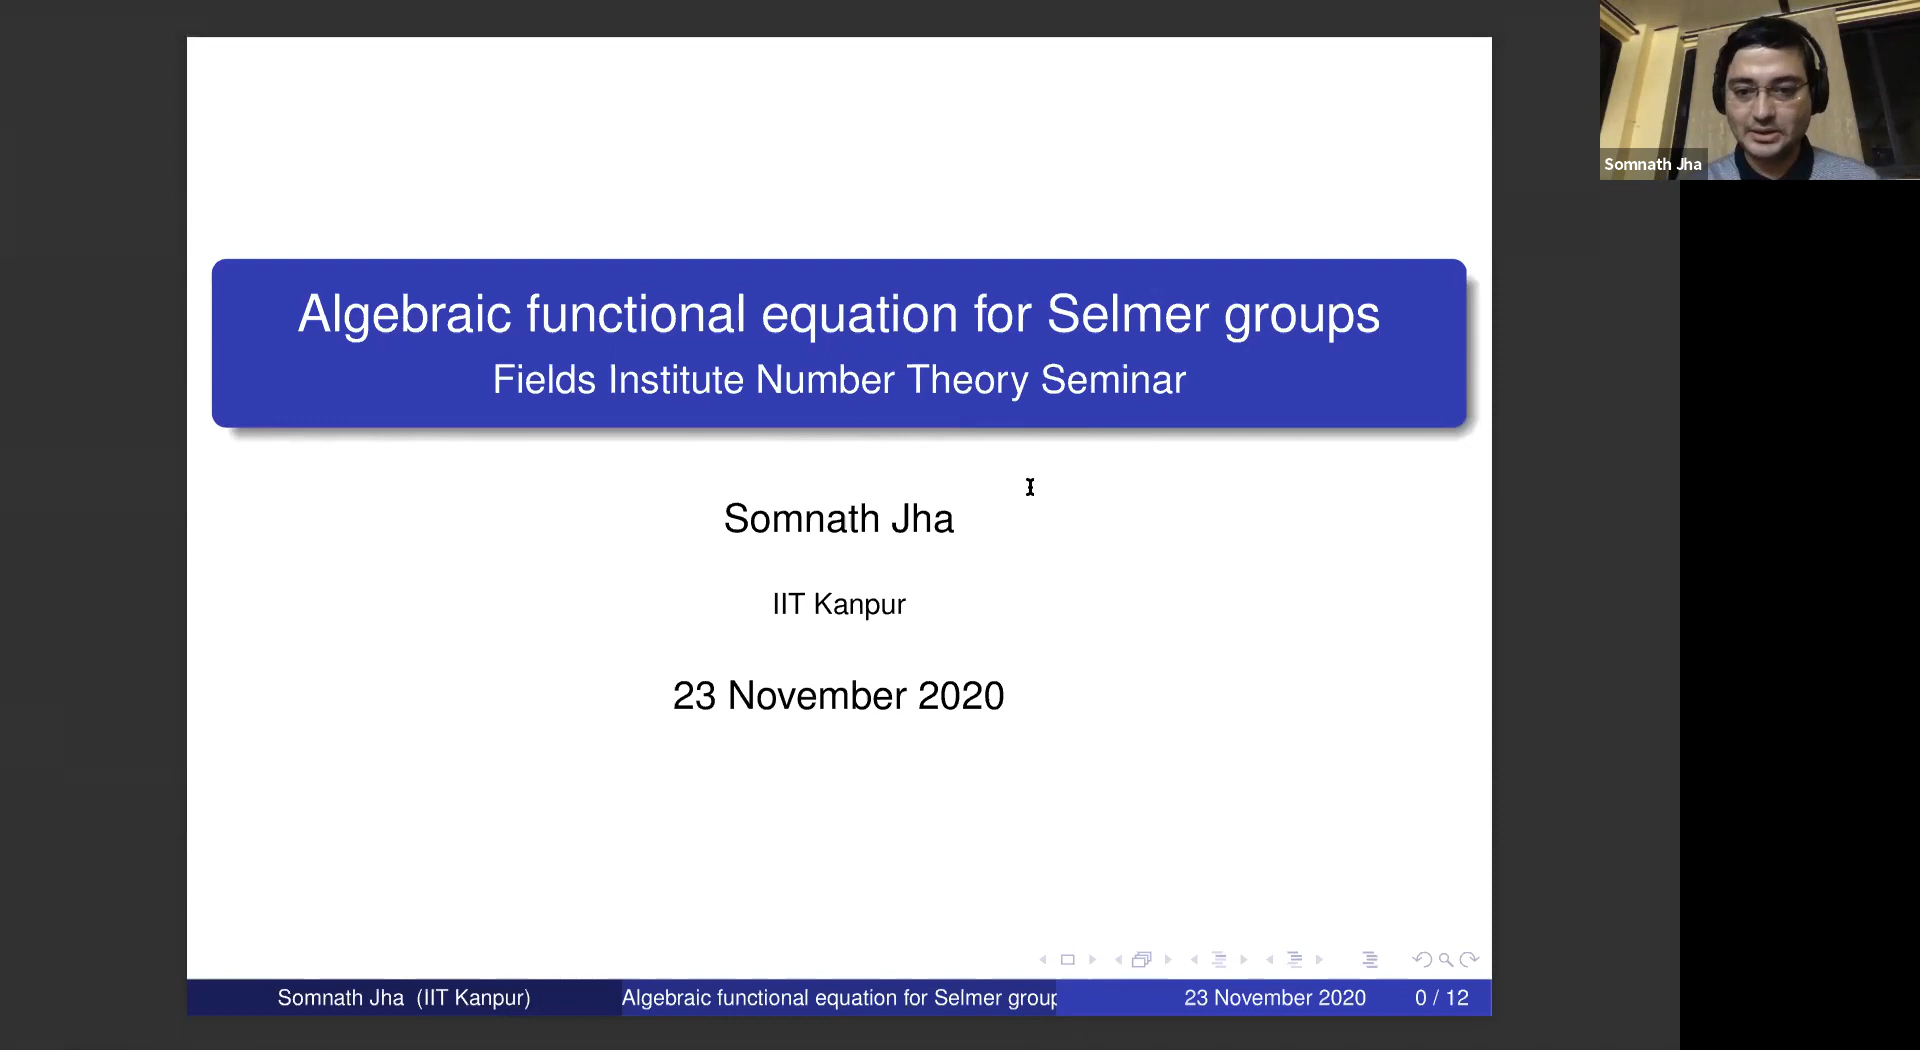 Algebraic functional equation for Selmer groups
Fields Institute Number Theory Seminar
Somnath Jha
IIT Kanpur
23 November 2020
Somnath Jha (IIT Kanpur)
Algebraic functional equation for Selmer group
23 November 2020
0 / 12
Somnath Jha